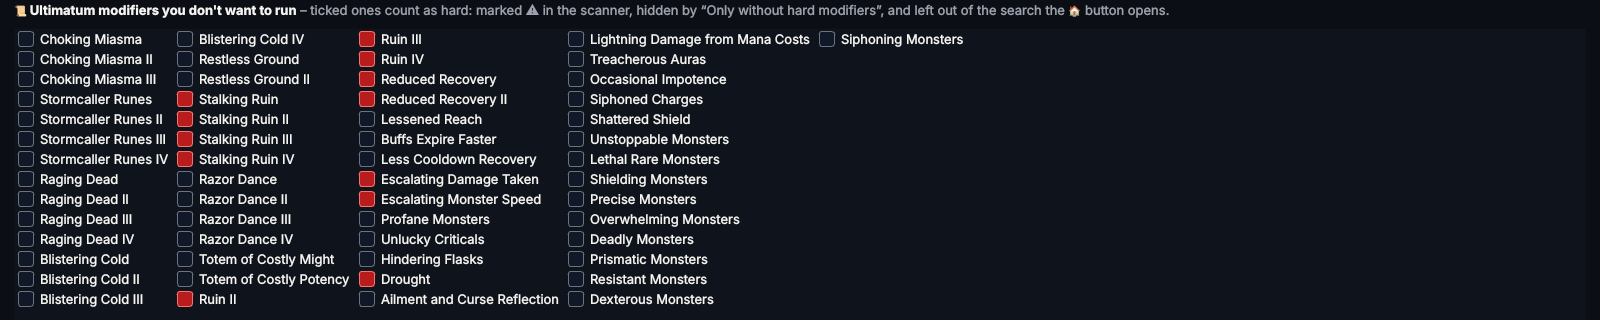 📜 Ultimatum modifiers you don't want to run – ticked ones count as hard: marked ⚠ in the scanner, hidden by “Only without hard modifiers”, and left out of the search the 🏠 button opens.
Choking Miasma
Choking Miasma II
Choking Miasma III
Stormcaller Runes
Stormcaller Runes II
Stormcaller Runes III
Stormcaller Runes IV
Raging Dead
Raging Dead II
Raging Dead III
Raging Dead IV
Blistering Cold
Blistering Cold II
Blistering Cold III
Blistering Cold IV
Restless Ground
Restless Ground II
Stalking Ruin
Stalking Ruin II
Stalking Ruin III
Stalking Ruin IV
Razor Dance
Razor Dance II
Razor Dance III
Razor Dance IV
Totem of Costly Might
Totem of Costly Potency
Ruin II
Ruin III
Ruin IV
Reduced Recovery
Reduced Recovery II
Lessened Reach
Buffs Expire Faster
Less Cooldown Recovery
Escalating Damage Taken
Escalating Monster Speed
Profane Monsters
Unlucky Criticals
Hindering Flasks
Drought
Ailment and Curse Reflection
Lightning Damage from Mana Costs
Treacherous Auras
Occasional Impotence
Siphoned Charges
Shattered Shield
Unstoppable Monsters
Lethal Rare Monsters
Shielding Monsters
Precise Monsters
Overwhelming Monsters
Deadly Monsters
Prismatic Monsters
Resistant Monsters
Dexterous Monsters
Siphoning Monsters